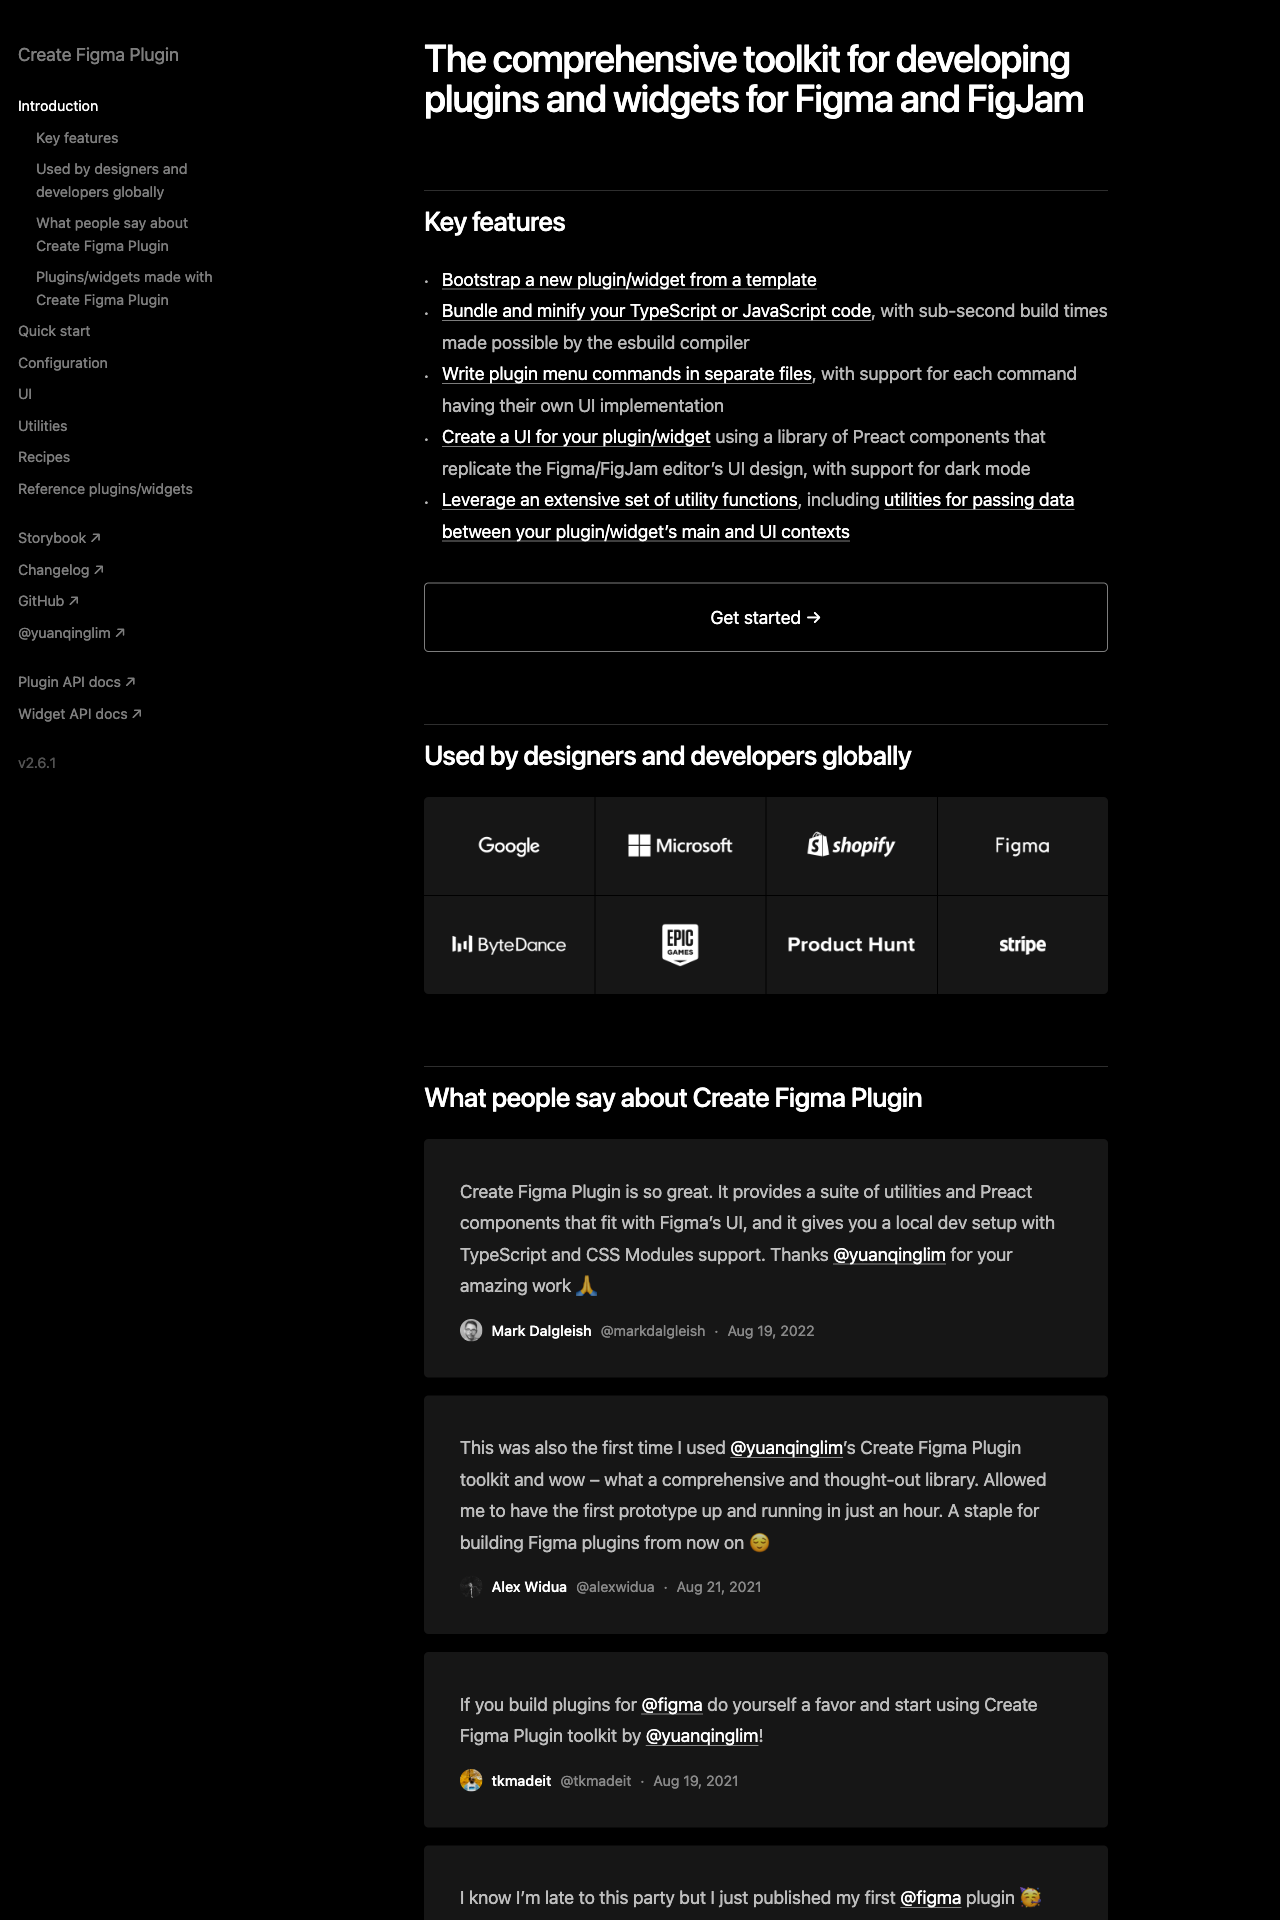 Create Figma Plugin
Introduction
Key features
Used by designers and
developers globally
What people say about
Create Figma Plugin
Plugins/widgets made with
Create Figma Plugin
Quick start
Configuration
UI
Utilities
Recipes
Reference plugins/widgets
Storybook ↗
Changelog ↗
GitHub ↗
@yuanqinglim ↗
Plugin API docs ↗
Widget API docs ↗
v2.6.1
The comprehensive toolkit for developing
plugins and widgets for Figma and FigJam
Key features
· Bootstrap a new plugin/widget from a template
· Bundle and minify your TypeScript or JavaScript code, with sub-second build times
made possible by the esbuild compiler
· Write plugin menu commands in separate files, with support for each command
having their own UI implementation
· Create a UI for your plugin/widget using a library of Preact components that
replicate the Figma/FigJam editor’s UI design, with support for dark mode
· Leverage an extensive set of utility functions, including utilities for passing data
between your plugin/widget’s main and UI contexts
Get started →
Used by designers and developers globally
Google
Microsoft
shopify
Figma
ByteDance
EPIC
GAMES
Product Hunt
stripe
What people say about Create Figma Plugin
Create Figma Plugin is so great. It provides a suite of utilities and Preact
components that fit with Figma’s UI, and it gives you a local dev setup with
TypeScript and CSS Modules support. Thanks @yuanqinglim for your
amazing work 🙏
Mark Dalgleish @markdalgleish · Aug 19, 2022
This was also the first time I used @yuanqinglim’s Create Figma Plugin
toolkit and wow – what a comprehensive and thought-out library. Allowed
me to have the first prototype up and running in just an hour. A staple for
building Figma plugins from now on 😌
Alex Widua @alexwidua · Aug 21, 2021
If you build plugins for @figma do yourself a favor and start using Create
Figma Plugin toolkit by @yuanqinglim!
tkmadeit @tkmadeit · Aug 19, 2021
I know I’m late to this party but I just published my first @figma plugin 🥳